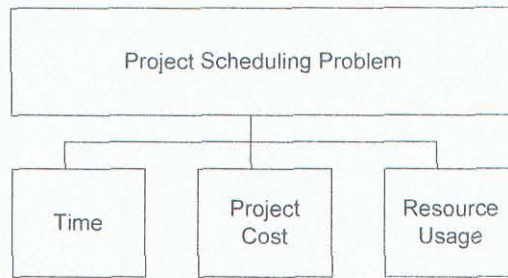 Project Scheduling Problem
Time
Project
Cost
Resource
Usage